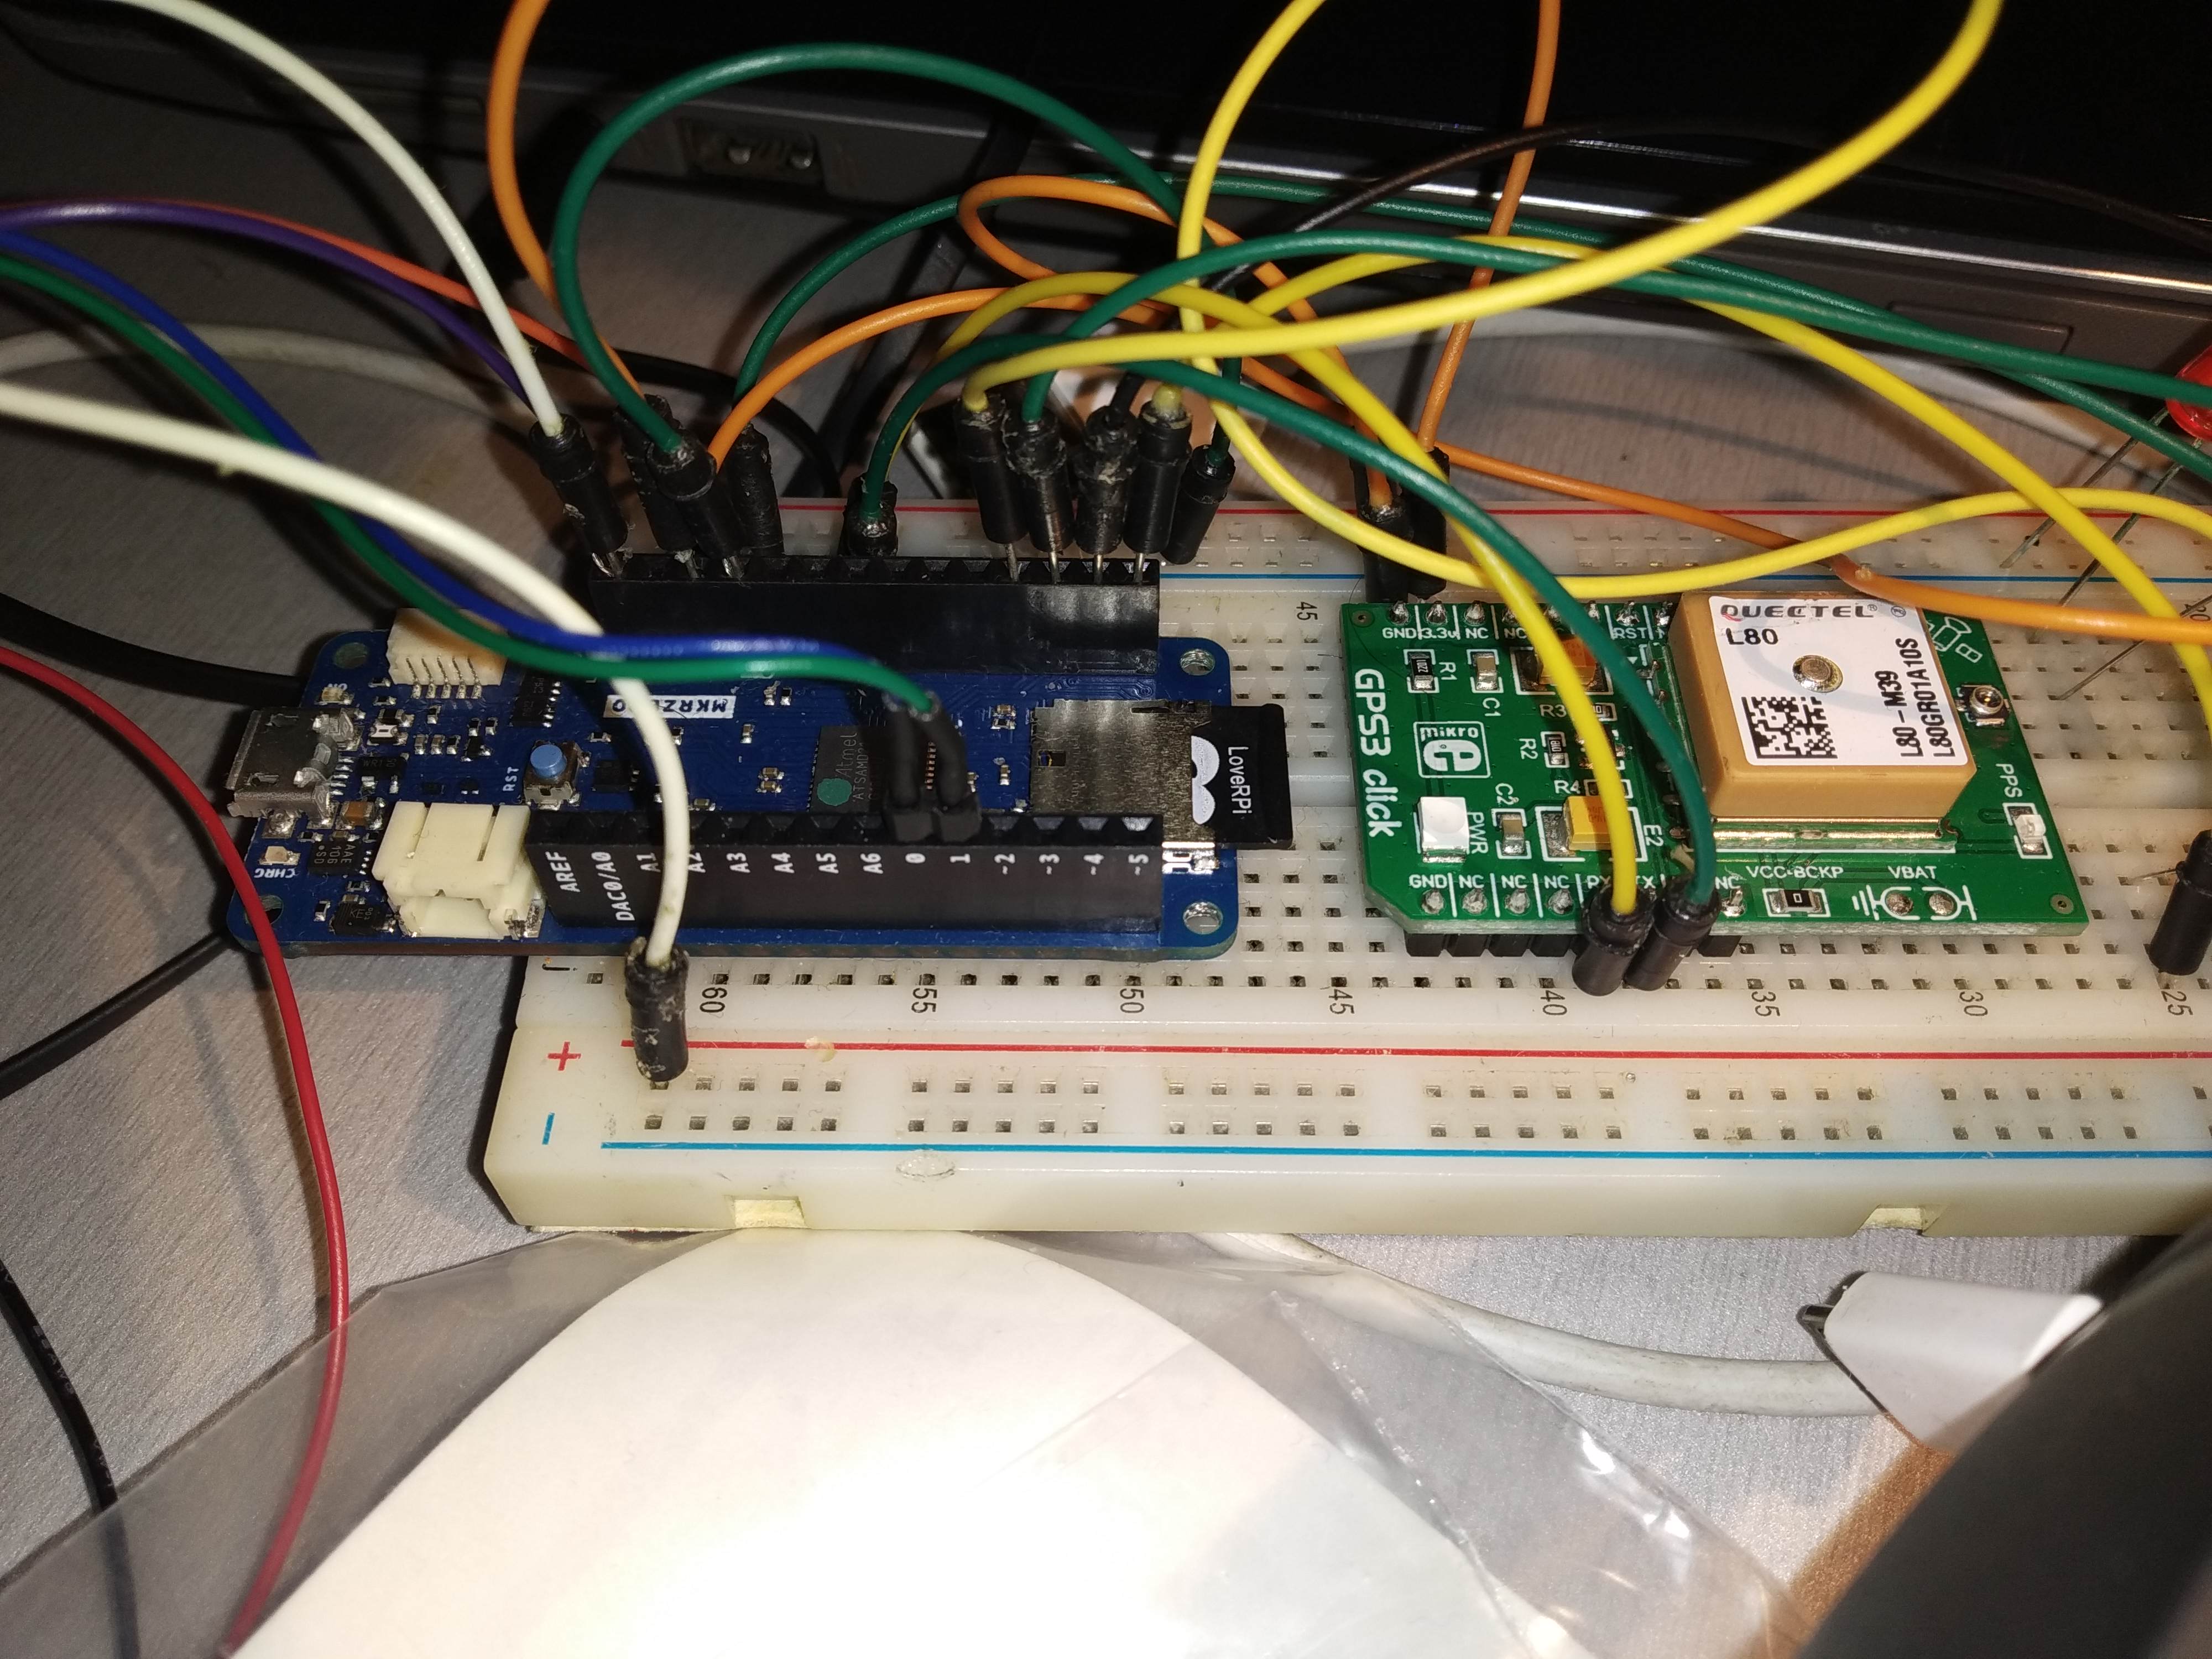 MKRZERO
RST
CHRG
Atmel
ATSAMD21
LoverPi
AREF
DAC0/A0
A1
A2
A3
A4
A5
A6
0
1
~2
~3
~4
~5
GND
3.3v
NC
NC
RST
GPS3 click
mikro
e
R1
C1
R3
R2
R4
C2
E2
PWR
QUECTEL®
L80
L80-M39
L80GR01A10S
PPS
GND
NC
NC
NC
NC
VCC-BCKP
VBAT
45
j
60
55
50
45
40
35
30
25
+
-